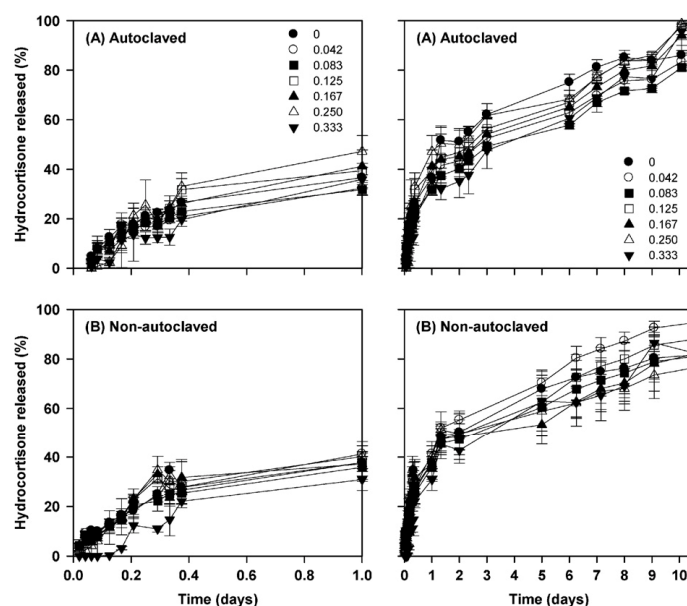 (A) Autoclaved
0
0.042
0.083
0.125
0.167
0.250
0.333
Hydrocortisone released (%)
100
80
60
40
20
0
(A) Autoclaved
0
0.042
0.083
0.125
0.167
0.250
0.333
(B) Non-autoclaved
Hydrocortisone released (%)
100
80
60
40
20
0
0.0 0.2 0.4 0.6 0.8 1.0
Time (days)
(B) Non-autoclaved
0 1 2 3 4 5 6 7 8 9 10
Time (days)